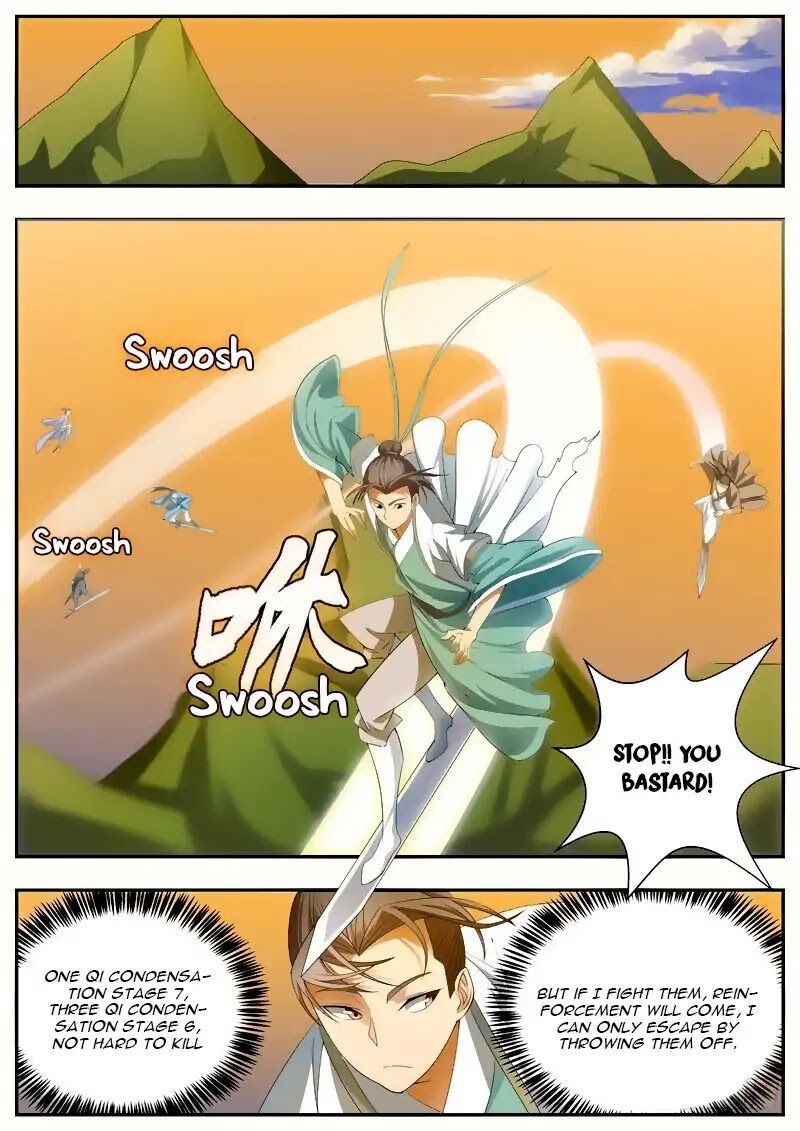 Swoosh
Swoosh
咻
Swoosh
STOP!! YOU
BASTARD!
ONE QI CONDENSA-
TION STAGE 7,
THREE QI CONDEN-
SATION STAGE 6,
NOT HARD TO KILL
BUT IF I FIGHT THEM, REIN-
FORCEMENT WILL COME, I
CAN ONLY ESCAPE BY
THROWING THEM OFF.